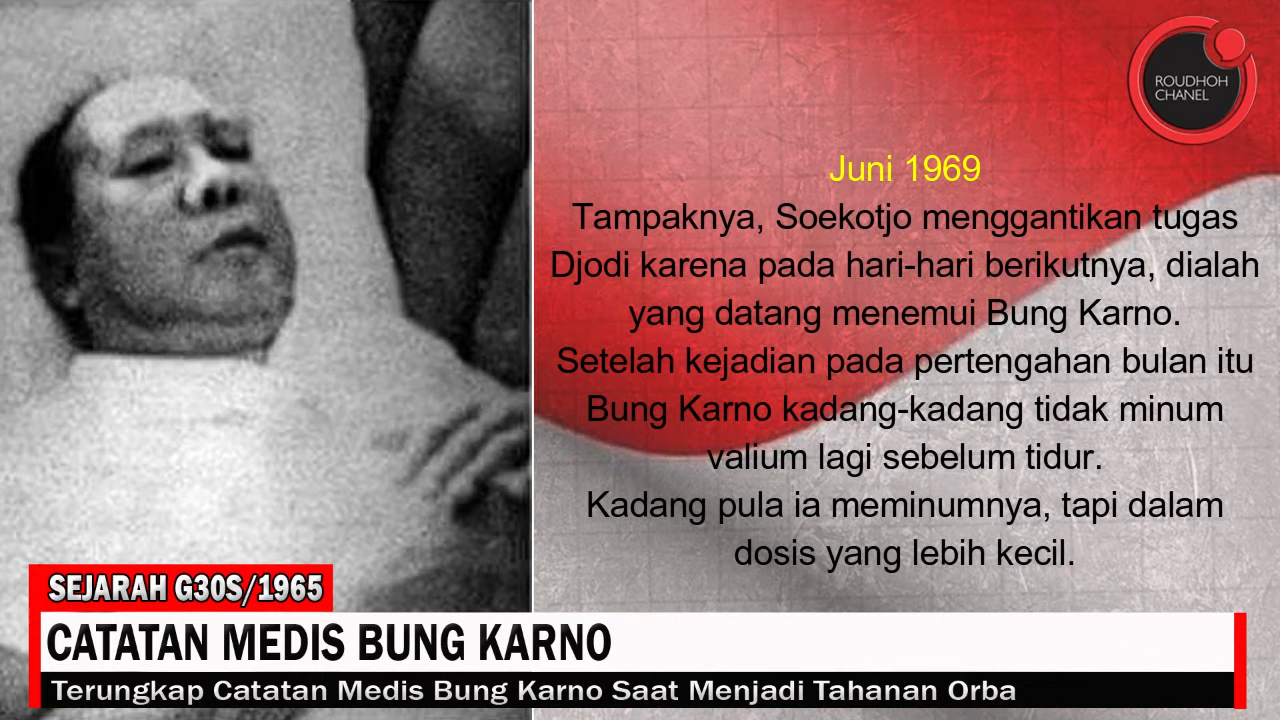 ROUDHOH
CHANEL
Juni 1969
Tampaknya, Soekotjo menggantikan tugas
Djodi karena pada hari-hari berikutnya, dialah
yang datang menemui Bung Karno.
Setelah kejadian pada pertengahan bulan itu
Bung Karno kadang-kadang tidak minum
valium lagi sebelum tidur.
Kadang pula ia meminumnya, tapi dalam
dosis yang lebih kecil.
SEJARAH G30S/1965
CATATAN MEDIS BUNG KARNO
Terungkap Catatan Medis Bung Karno Saat Menjadi Tahanan Orba